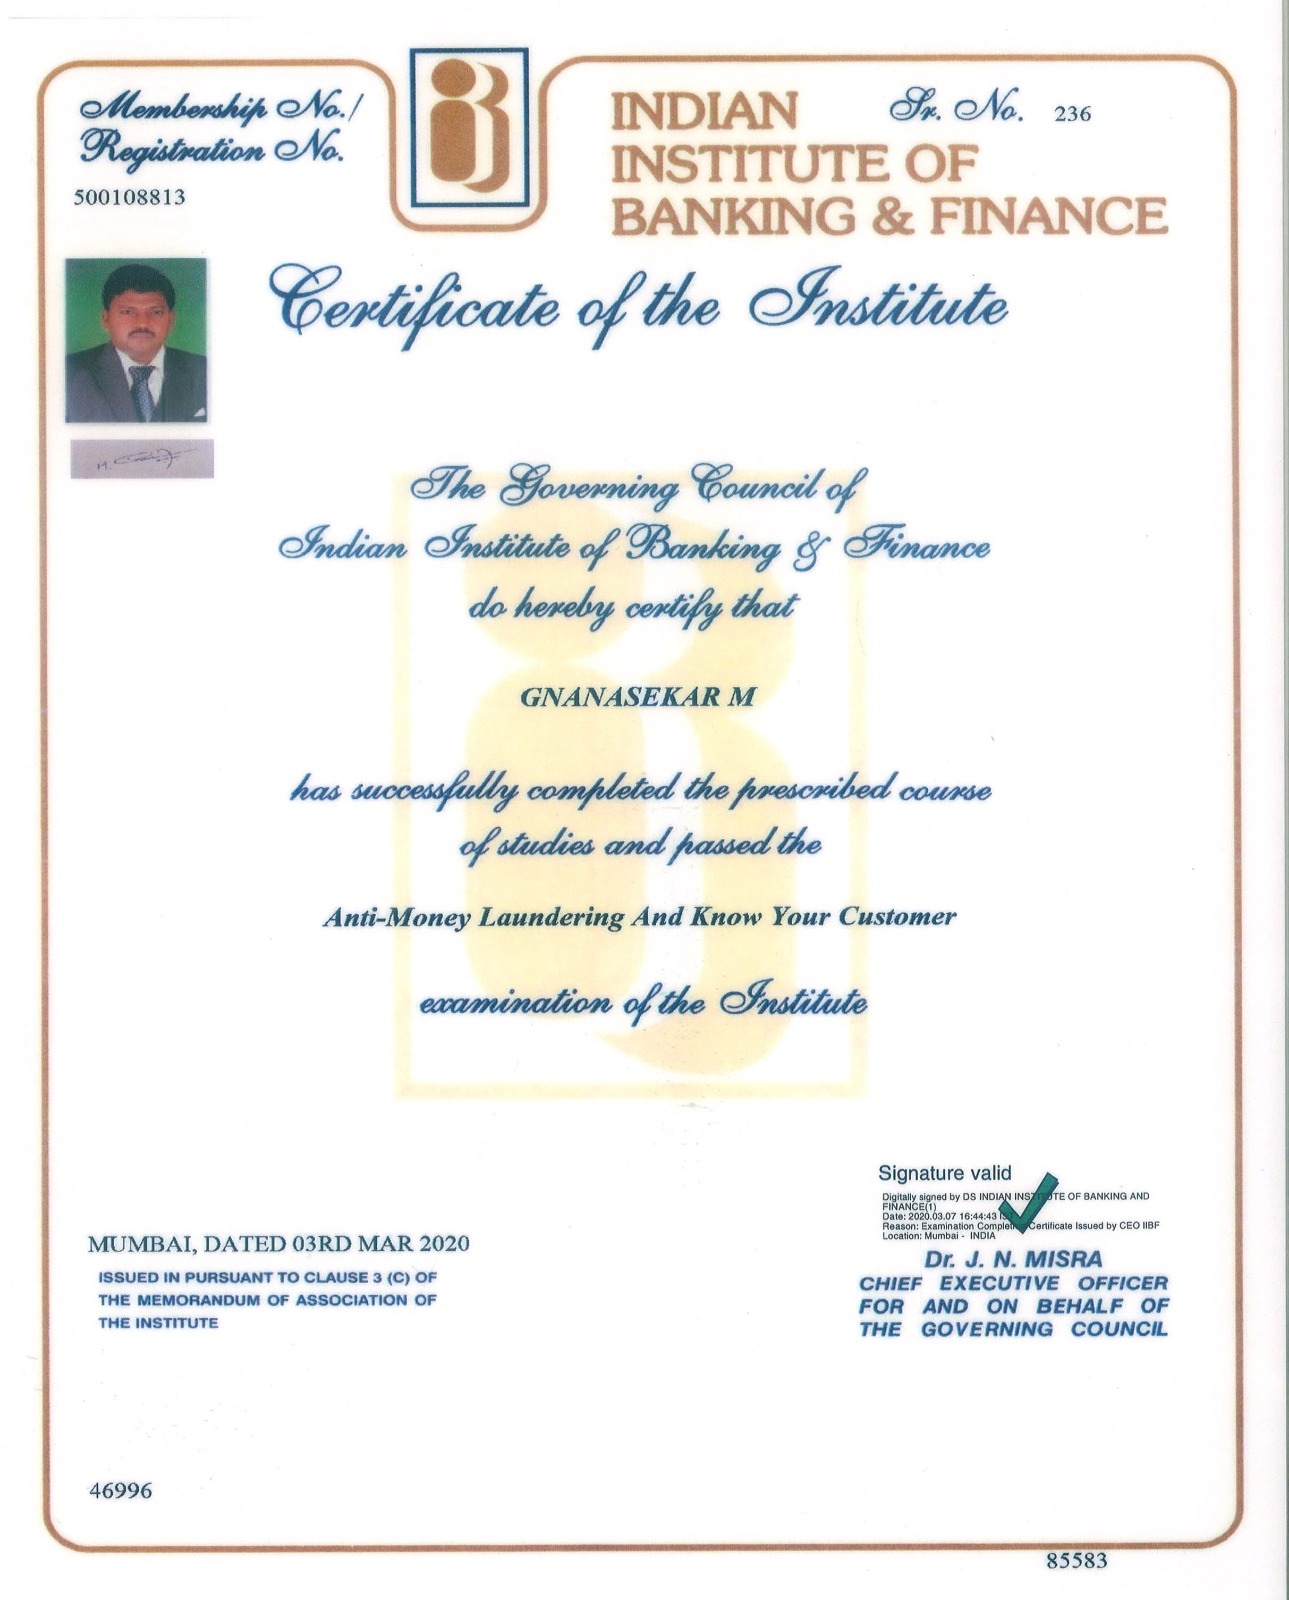 Membership No./
Registration No.
500108813
INDIAN
INSTITUTE OF
BANKING & FINANCE
Sr. No. 236
Certificate of the Institute
The Governing Council of
Indian Institute of Banking & Finance
do hereby certify that
GNANASEKAR M
has successfully completed the prescribed course
of studies and passed the
Anti-Money Laundering And Know Your Customer
examination of the Institute
Signature valid
Digitally signed by DS INDIAN INSTITUTE OF BANKING AND
FINANCE(1)
Date: 2020.03.07 16:44:43
Reason: Examination Completion Certificate Issued by CEO IIBF
Location: Mumbai - INDIA
Dr. J. N. MISRA
CHIEF EXECUTIVE OFFICER
FOR AND ON BEHALF OF
THE GOVERNING COUNCIL
MUMBAI, DATED 03RD MAR 2020
ISSUED IN PURSUANT TO CLAUSE 3 (C) OF
THE MEMORANDUM OF ASSOCIATION OF
THE INSTITUTE
46996
85583